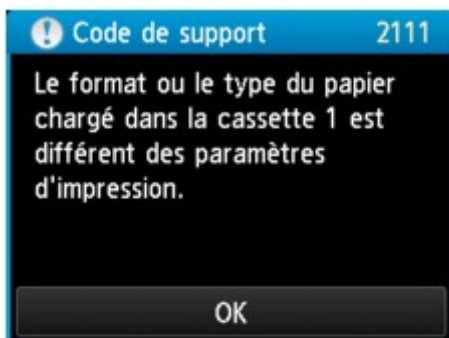 Code de support 2111
Le format ou le type du papier
chargé dans la cassette 1 est
différent des paramètres
d'impression.
OK